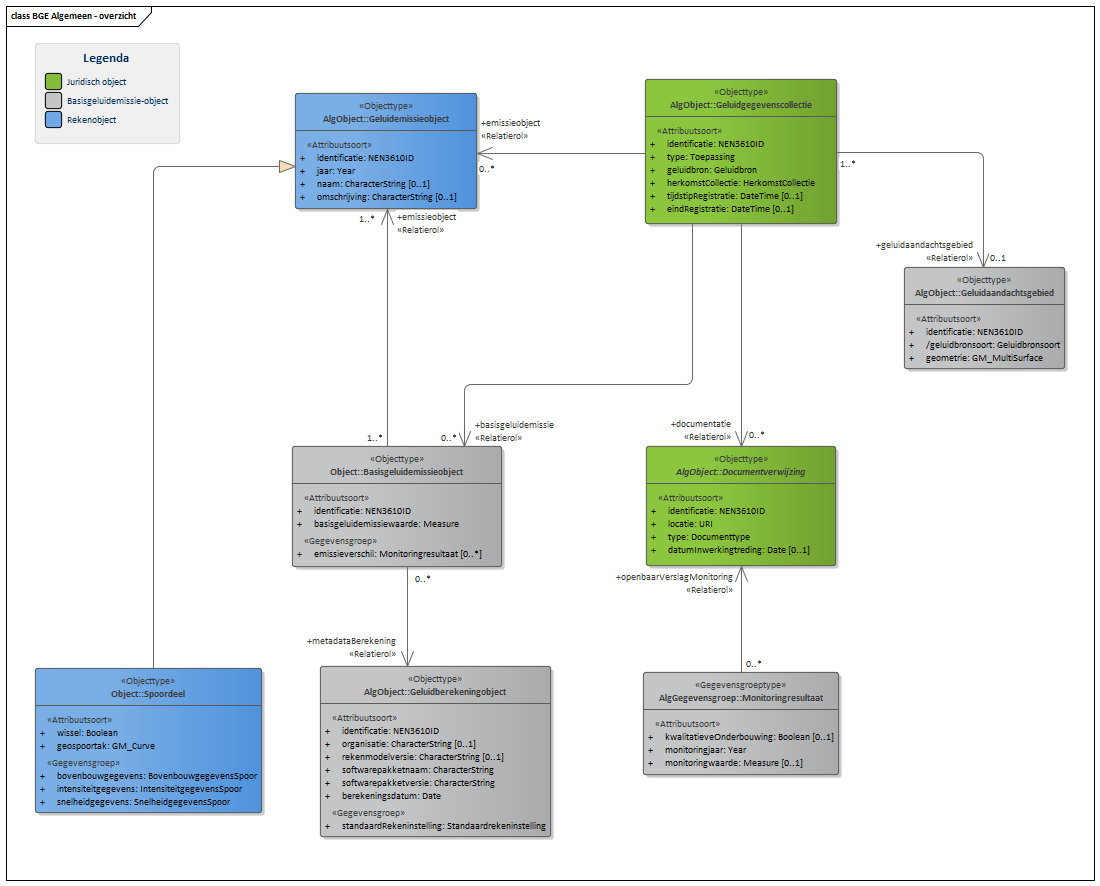 class BGE Algemeen - overzicht
Legenda
Juridisch object
Basisgeluidemissie-object
Rekenobject
«Objecttype»
AlgObject::Geluidemissieobject
«Attribuutsoort»
+ identificatie: NEN3610ID
+ jaar: Year
+ naam: CharacterString [0..1]
+ omschrijving: CharacterString [0..1]
+emissieobject
«Relatierol»
0..*
«Objecttype»
AlgObject::Geluidgegevenscollectie
«Attribuutsoort»
+ identificatie: NEN3610ID
+ type: Toepassing
+ geluidbron: Geluidbron
+ herkomstCollectie: HerkomstCollectie
+ tijdstipRegistratie: DateTime [0..1]
+ eindRegistratie: DateTime [0..1]
1..*
1..*
+emissieobject
«Relatierol»
+geluidaandachtsgebied
«Relatierol»
0..1
«Objecttype»
AlgObject::Geluidaandachtsgebied
«Attribuutsoort»
+ identificatie: NEN3610ID
+ /geluidbronsoort: Geluidbronsoort
+ geometrie: GM_MultiSurface
1..*
0..*
+basisgeluidemissie
«Relatierol»
+documentatie
«Relatierol»
0..*
«Objecttype»
Object::Basisgeluidemissieobject
«Attribuutsoort»
+ identificatie: NEN3610ID
+ basisgeluidemissiewaarde: Measure
«Gegevensgroep»
+ emissieverschil: Monitoringresultaat [0..*]
«Objecttype»
AlgObject::Documentverwijzing
«Attribuutsoort»
+ identificatie: NEN3610ID
+ locatie: URI
+ type: Documenttype
+ datumInwerkingtreding: Date [0..1]
0..*
+openbaarVerslagMonitoring
«Relatierol»
+metadataBerekening
«Relatierol»
0..*
«Objecttype»
Object::Spoordeel
«Attribuutsoort»
+ wissel: Boolean
+ geospoortak: GM_Curve
«Gegevensgroep»
+ bovenbouwgegevens: BovenbouwgegevensSpoor
+ intensiteitgegevens: IntensiteitgegevensSpoor
+ snelheidgegevens: SnelheidgegevensSpoor
«Objecttype»
AlgObject::Geluidberekeningobject
«Attribuutsoort»
+ identificatie: NEN3610ID
+ organisatie: CharacterString [0..1]
+ rekenmodelversie: CharacterString [0..1]
+ softwarepakketnaam: CharacterString
+ softwarepakketversie: CharacterString
+ berekeningsdatum: Date
«Gegevensgroep»
+ standaardRekeninstelling: Standaardrekeninstelling
«Gegevensgroeptype»
AlgGegevensgroep::Monitoringresultaat
«Attribuutsoort»
+ kwalitatieveOnderbouwing: Boolean [0..1]
+ monitoringjaar: Year
+ monitoringwaarde: Measure [0..1]